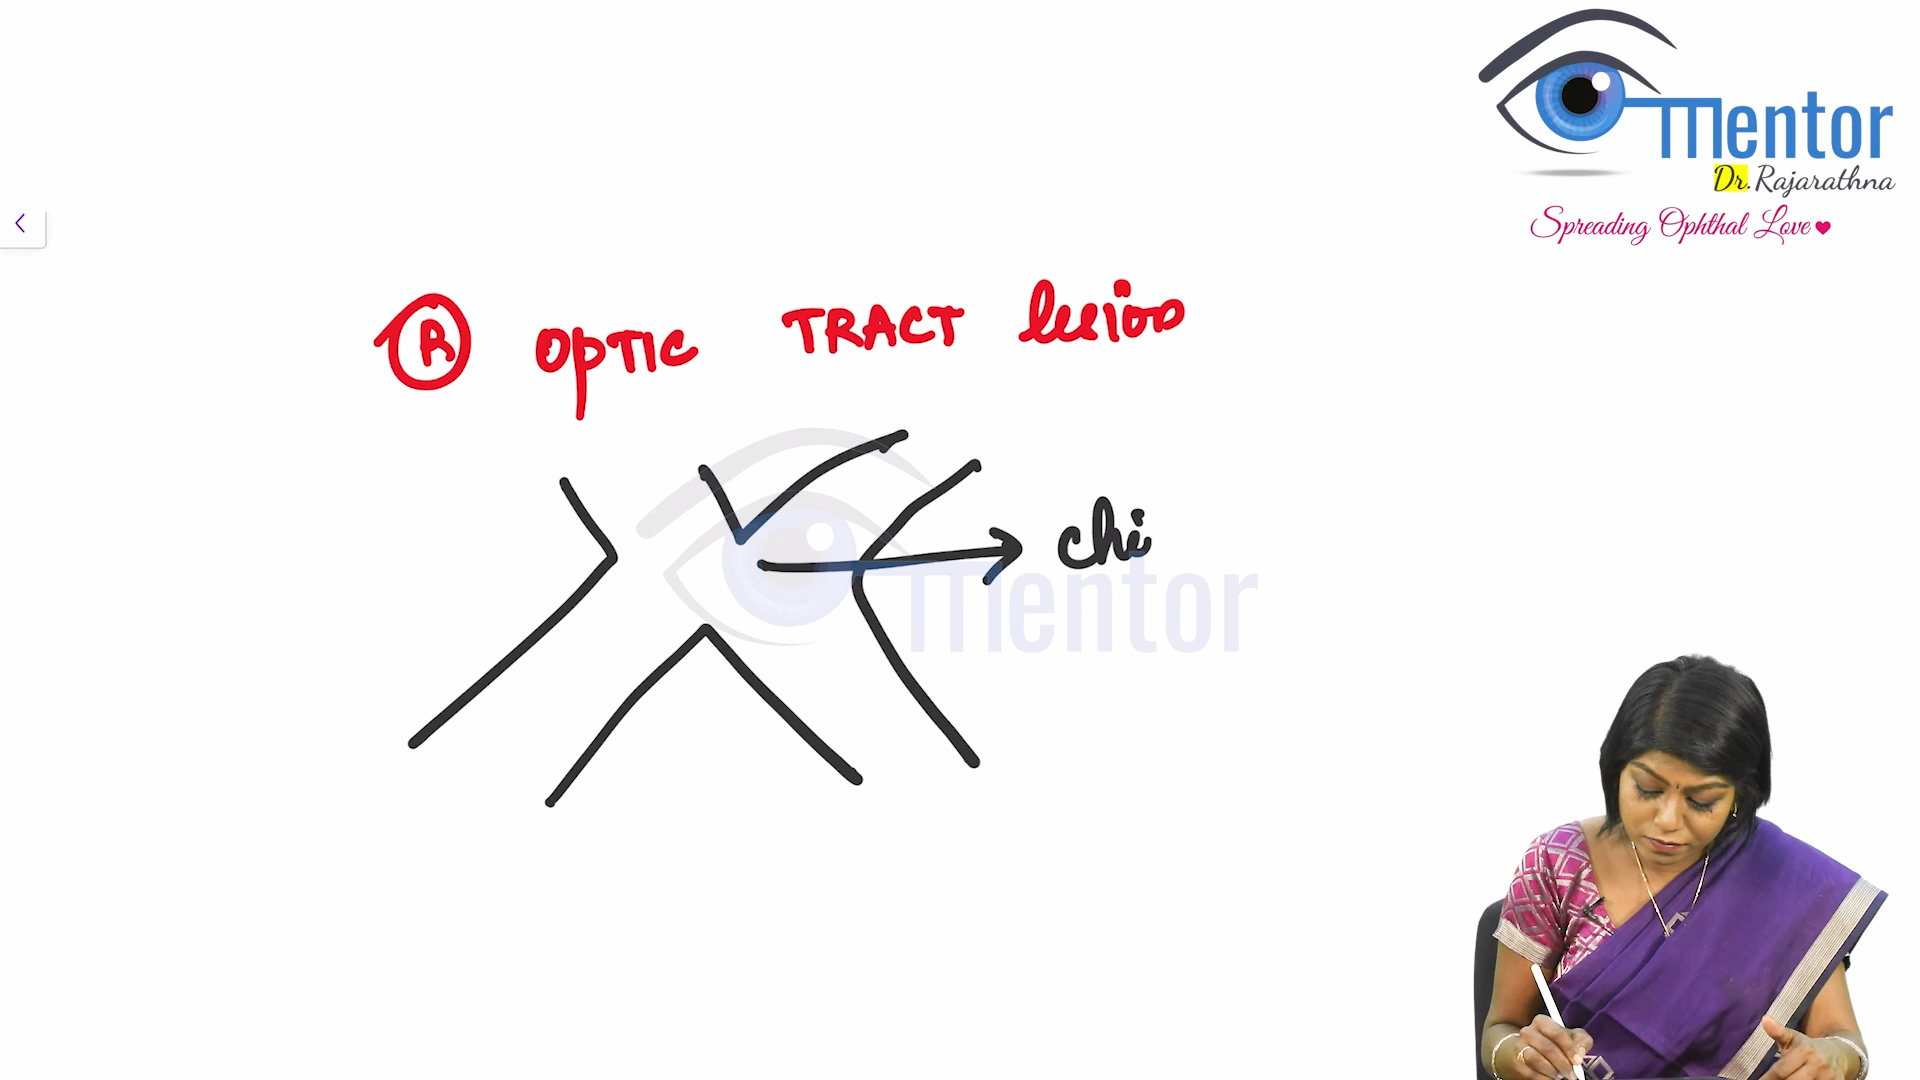 mentor
Dr. Rajarathna
Spreading Ophthal Love
R OPTIC TRACT lesion
chi
mentor